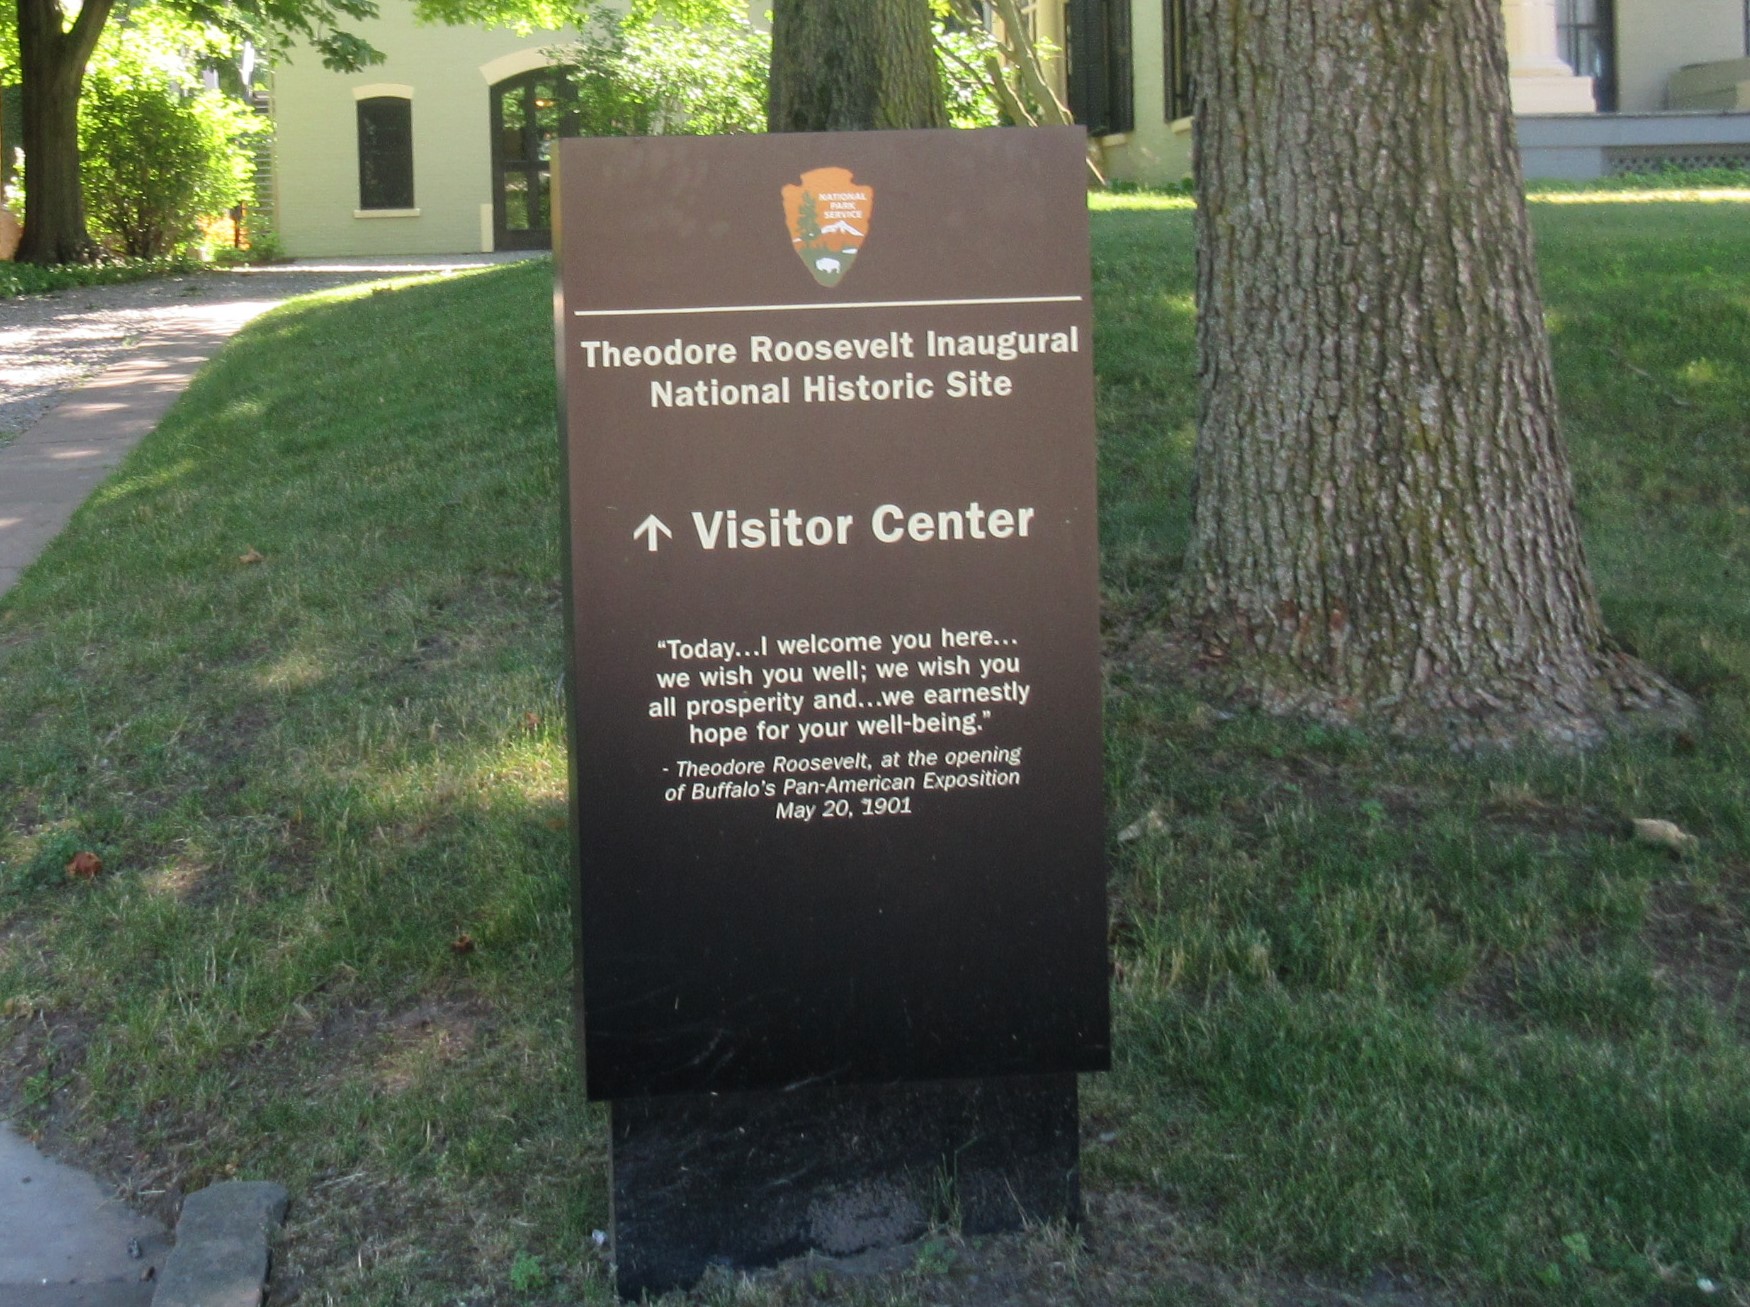 NATIONAL
PARK
SERVICE
Theodore Roosevelt Inaugural
National Historic Site
↑ Visitor Center
“Today...I welcome you here...
we wish you well; we wish you
all prosperity and...we earnestly
hope for your well-being.”
- Theodore Roosevelt, at the opening
of Buffalo’s Pan-American Exposition
May 20, 1901